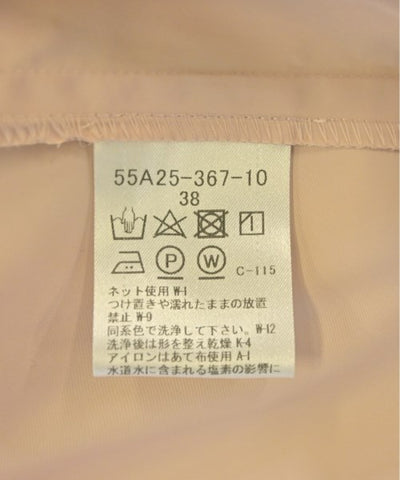 55A25-367-10
38
P W C-115
ネット使用 W-1
つけ置きや濡れたままの放置
禁止 W-9
同系色で洗浄して下さい。W-12
洗浄後は形を整え乾燥 K-4
アイロンはあて布使用 A-1
水道水に含まれる塩素の影響に